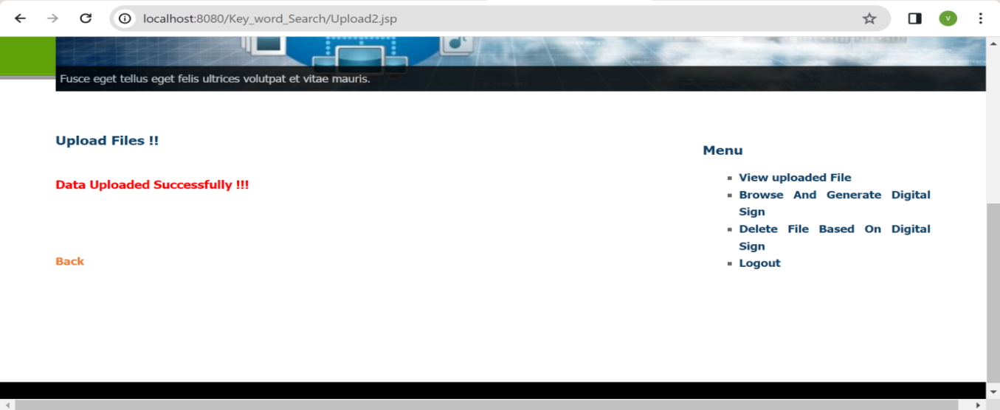 localhost:8080/Key_word_Search/Upload2.jsp
V
Fusce eget tellus eget felis ultrices volutpat et vitae mauris.
Upload Files !!
Data Uploaded Successfully !!!
Back
Menu
View uploaded File
Browse And Generate Digital
Sign
Delete File Based On Digital
Sign
Logout